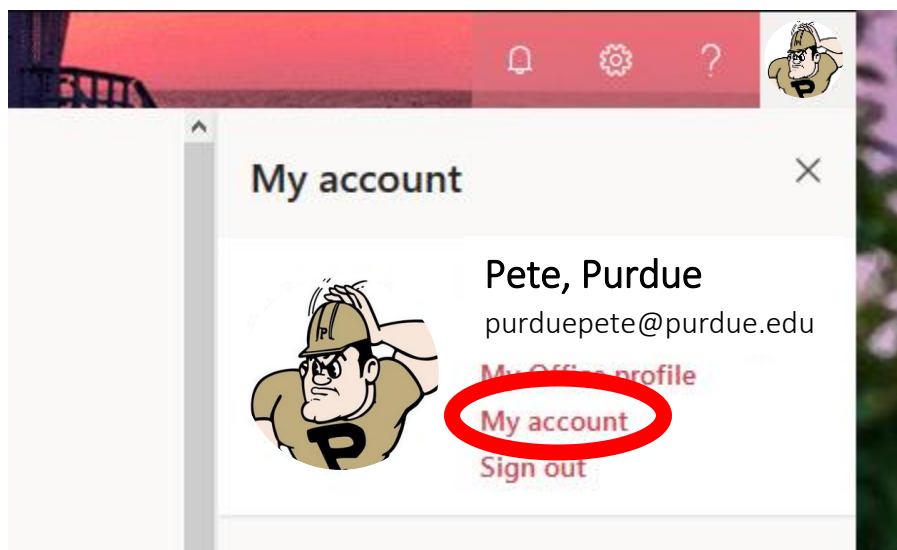 ?
My account
Pete, Purdue
purduepete@purdue.edu
My Office profile
My account
Sign out
P
P